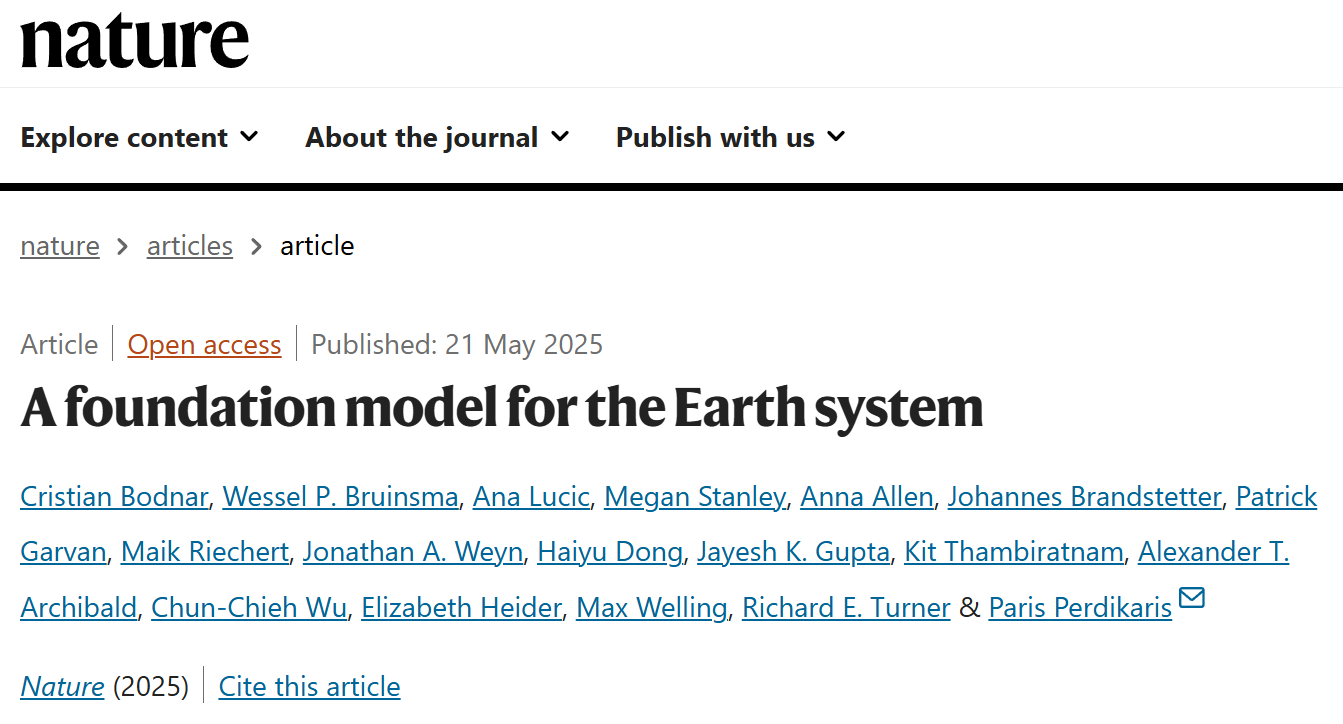 nature
Explore content About the journal Publish with us
nature > articles > article
Article | Open access | Published: 21 May 2025
A foundation model for the Earth system
Cristian Bodnar, Wessel P. Bruinsma, Ana Lucic, Megan Stanley, Anna Allen, Johannes Brandstetter, Patrick
Garvan, Maik Riechert, Jonathan A. Weyn, Haiyu Dong, Jayesh K. Gupta, Kit Thambiratnam, Alexander T.
Archibald, Chun-Chieh Wu, Elizabeth Heider, Max Welling, Richard E. Turner & Paris Perdikaris
Nature (2025) | Cite this article